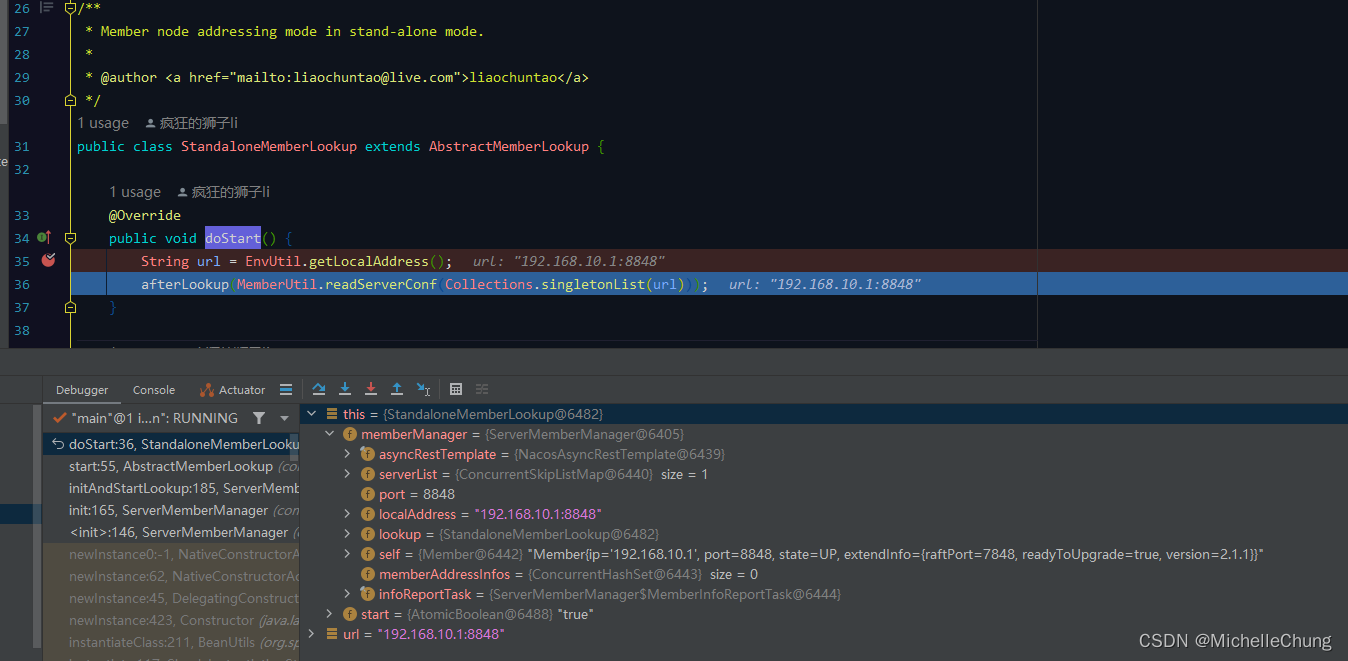 26 /**
27 * Member node addressing mode in stand-alone mode.
28 *
29 * @author <a href="mailto:liaochuntao@live.com">liaochuntao</a>
30 */
1 usage 疯狂的狮子li
31 public class StandaloneMemberLookup extends AbstractMemberLookup {
32
1 usage 疯狂的狮子li
33 @Override
34 public void doStart() {
35 String url = EnvUtil.getLocalAddress(); url: "192.168.10.1:8848"
36 afterLookup(MemberUtil.readServerConf(Collections.singletonList(url))); url: "192.168.10.1:8848"
37 }
38
Debugger Console Actuator
"main"@1 i...n": RUNNING
doStart:36, StandaloneMemberLooku
start:55, AbstractMemberLookup (co
initAndStartLookup:185, ServerMemb
init:165, ServerMemberManager (con
<init>:146, ServerMemberManager (
newInstance0:-1, NativeConstructorA
newInstance:62, NativeConstructorAc
newInstance:45, DelegatingConstruct
newInstance:423, Constructor (java.la
instantiateClass:211, BeanUtils (org.sp
this = {StandaloneMemberLookup@6482}
memberManager = {ServerMemberManager@6405}
asyncRestTemplate = {NacosAsyncRestTemplate@6439}
serverList = {ConcurrentSkipListMap@6440} size = 1
port = 8848
localAddress = "192.168.10.1:8848"
lookup = {StandaloneMemberLookup@6482}
self = {Member@6442} "Member{ip='192.168.10.1', port=8848, state=UP, extendInfo={raftPort=7848, readyToUpgrade=true, version=2.1.1}}"
memberAddressInfos = {ConcurrentHashSet@6443} size = 0
infoReportTask = {ServerMemberManager$MemberInfoReportTask@6444}
start = {AtomicBoolean@6488} "true"
url = "192.168.10.1:8848"
CSDN @MichelleChung